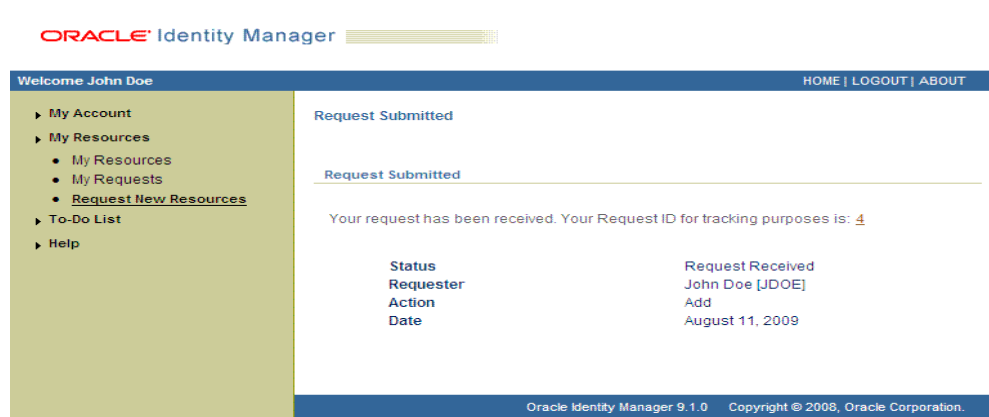 ORACLE Identity Manager
Welcome John Doe
HOME | LOGOUT | ABOUT
My Account
My Resources
My Resources
My Requests
Request New Resources
To-Do List
Help
Request Submitted
Request Submitted
Your request has been received. Your Request ID for tracking purposes is: 4
Status Request Received
Requester John Doe [JDOE]
Action Add
Date August 11, 2009
Oracle Identity Manager 9.1.0 Copyright © 2008, Oracle Corporation.